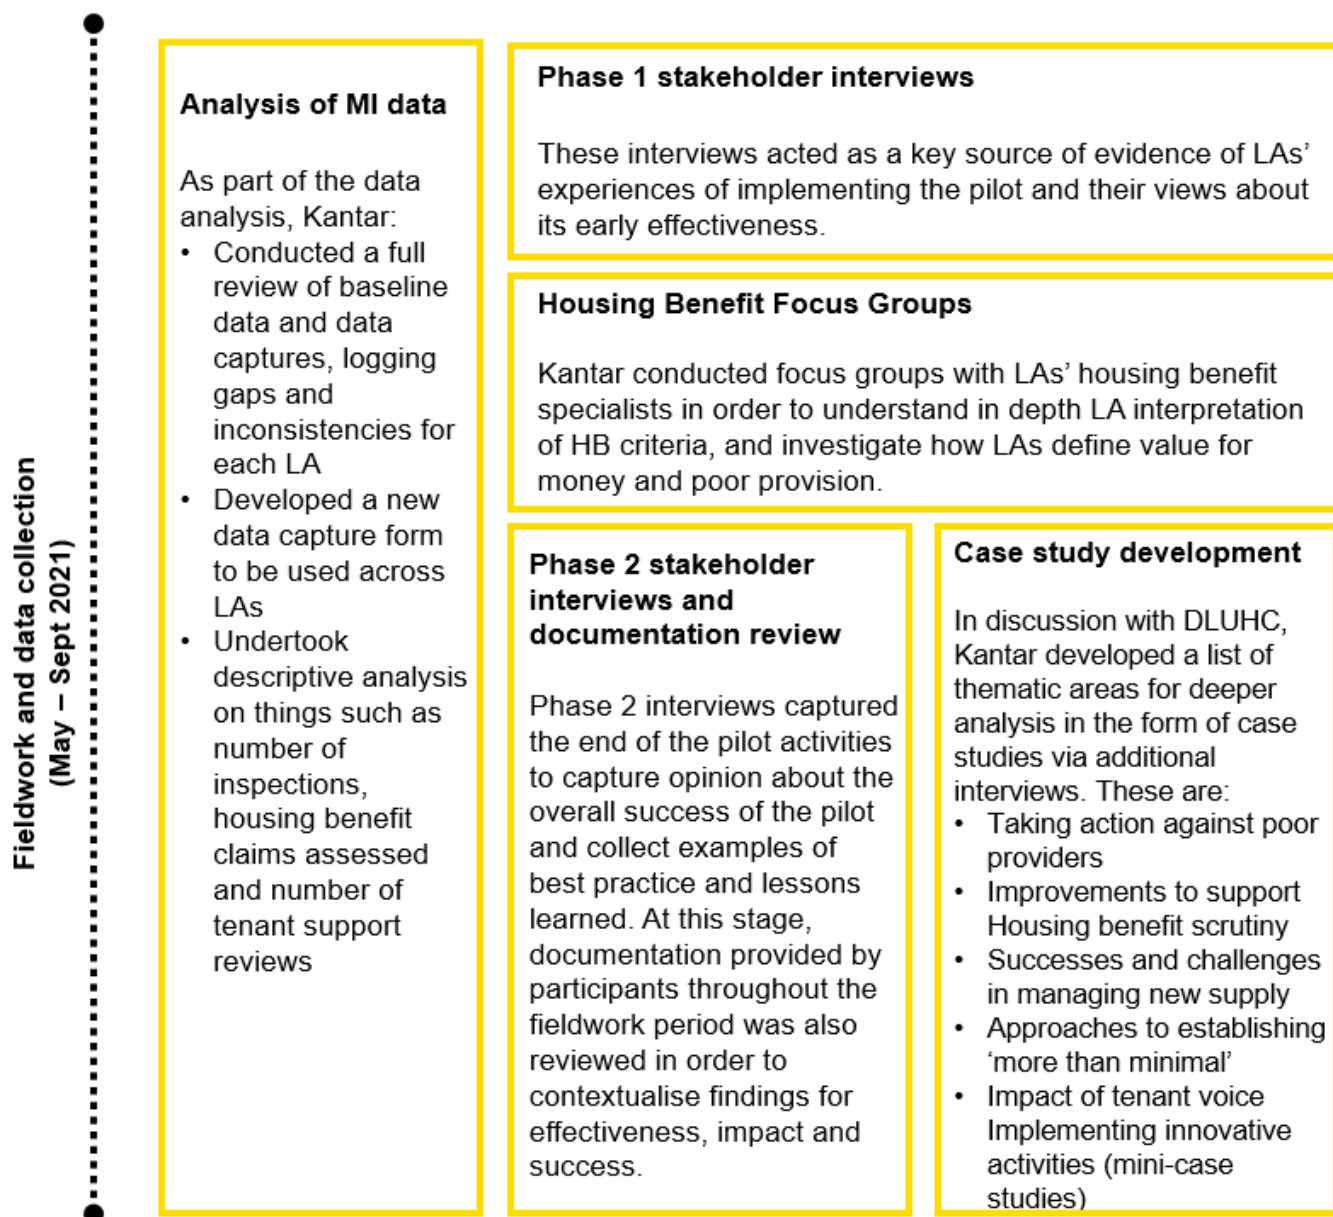 Fieldwork and data collection
(May – Sept 2021)
Analysis of MI data
As part of the data
analysis, Kantar:
• Conducted a full
review of baseline
data and data
captures, logging
gaps and
inconsistencies for
each LA
• Developed a new
data capture form
to be used across
LAs
• Undertook
descriptive analysis
on things such as
number of
inspections,
housing benefit
claims assessed
and number of
tenant support
reviews
Phase 1 stakeholder interviews
These interviews acted as a key source of evidence of LAs’
experiences of implementing the pilot and their views about
its early effectiveness.
Housing Benefit Focus Groups
Kantar conducted focus groups with LAs’ housing benefit
specialists in order to understand in depth LA interpretation
of HB criteria, and investigate how LAs define value for
money and poor provision.
Phase 2 stakeholder
interviews and
documentation review
Phase 2 interviews captured
the end of the pilot activities
to capture opinion about the
overall success of the pilot
and collect examples of
best practice and lessons
learned. At this stage,
documentation provided by
participants throughout the
fieldwork period was also
reviewed in order to
contextualise findings for
effectiveness, impact and
success.
Case study development
In discussion with DLUHC,
Kantar developed a list of
thematic areas for deeper
analysis in the form of case
studies via additional
interviews. These are:
• Taking action against poor
providers
• Improvements to support
Housing benefit scrutiny
• Successes and challenges
in managing new supply
• Approaches to establishing
‘more than minimal’
• Impact of tenant voice
Implementing innovative
activities (mini-case
studies)